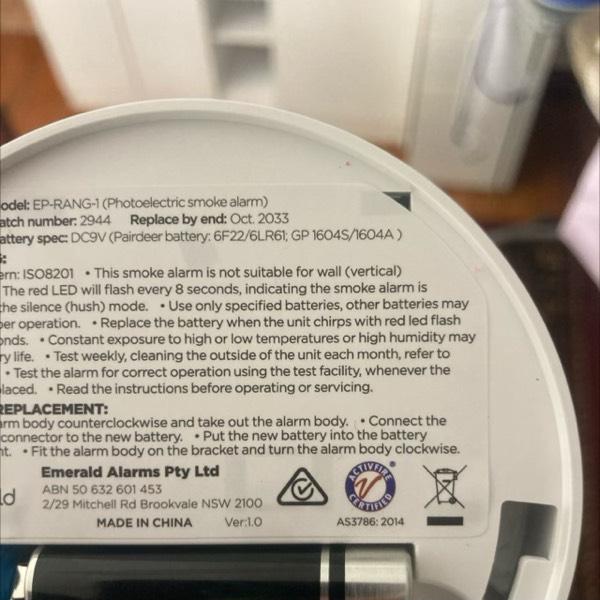 odel: EP-RANG-1 (Photoelectric smoke alarm)
atch number: 2944 Replace by end: Oct. 2033
attery spec: DC9V (Pairdeer battery: 6F22/6LR61; GP 1604S/1604A )
S:
ern: ISO8201 • This smoke alarm is not suitable for wall (vertical)
The red LED will flash every 8 seconds, indicating the smoke alarm is
the silence (hush) mode. • Use only specified batteries, other batteries may
per operation. • Replace the battery when the unit chirps with red led flash
onds. • Constant exposure to high or low temperatures or high humidity may
ry life. • Test weekly, cleaning the outside of the unit each month, refer to
• Test the alarm for correct operation using the test facility, whenever the
laced. • Read the instructions before operating or servicing.
REPLACEMENT:
arm body counterclockwise and take out the alarm body. • Connect the
connector to the new battery. • Put the new battery into the battery
nt. • Fit the alarm body on the bracket and turn the alarm body clockwise.
Emerald Alarms Pty Ltd
ld ABN 50 632 601 453
2/29 Mitchell Rd Brookvale NSW 2100
MADE IN CHINA Ver:1.0
ACTIVFIRE
CERTIFIED
AS3786: 2014